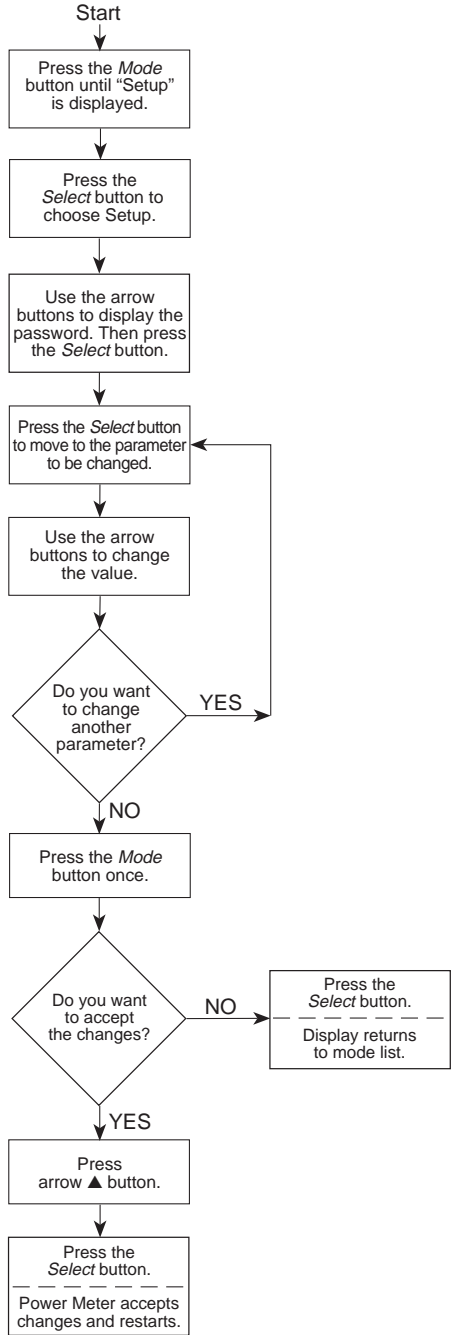 Start
Press the Mode
button until “Setup”
is displayed.
Press the
Select button to
choose Setup.
Use the arrow
buttons to display the
password. Then press
the Select button.
Press the Select button
to move to the parameter
to be changed.
Use the arrow
buttons to change
the value.
Do you want
to change
another
parameter?
YES
NO
Press the Mode
button once.
Do you want
to accept
the changes?
NO
Press the
Select button.
Display returns
to mode list.
YES
Press
arrow ▲ button.
Press the
Select button.
Power Meter accepts
changes and restarts.